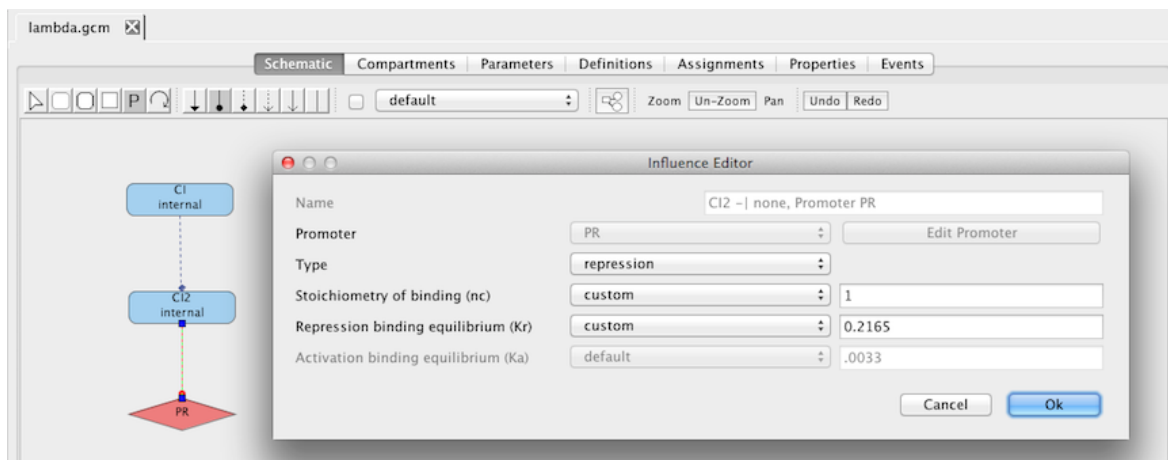 lambda.gcm
Schematic Compartments Parameters Definitions Assignments Properties Events
P default Zoom Un-Zoom Pan Undo Redo
Influence Editor
CI
internal
Name CI2 -| none, Promoter PR
Promoter PR Edit Promoter
Type repression
CI2
internal
Stoichiometry of binding (nc) custom 1
Repression binding equilibrium (Kr) custom 0.2165
Activation binding equilibrium (Ka) default .0033
PR
Cancel Ok